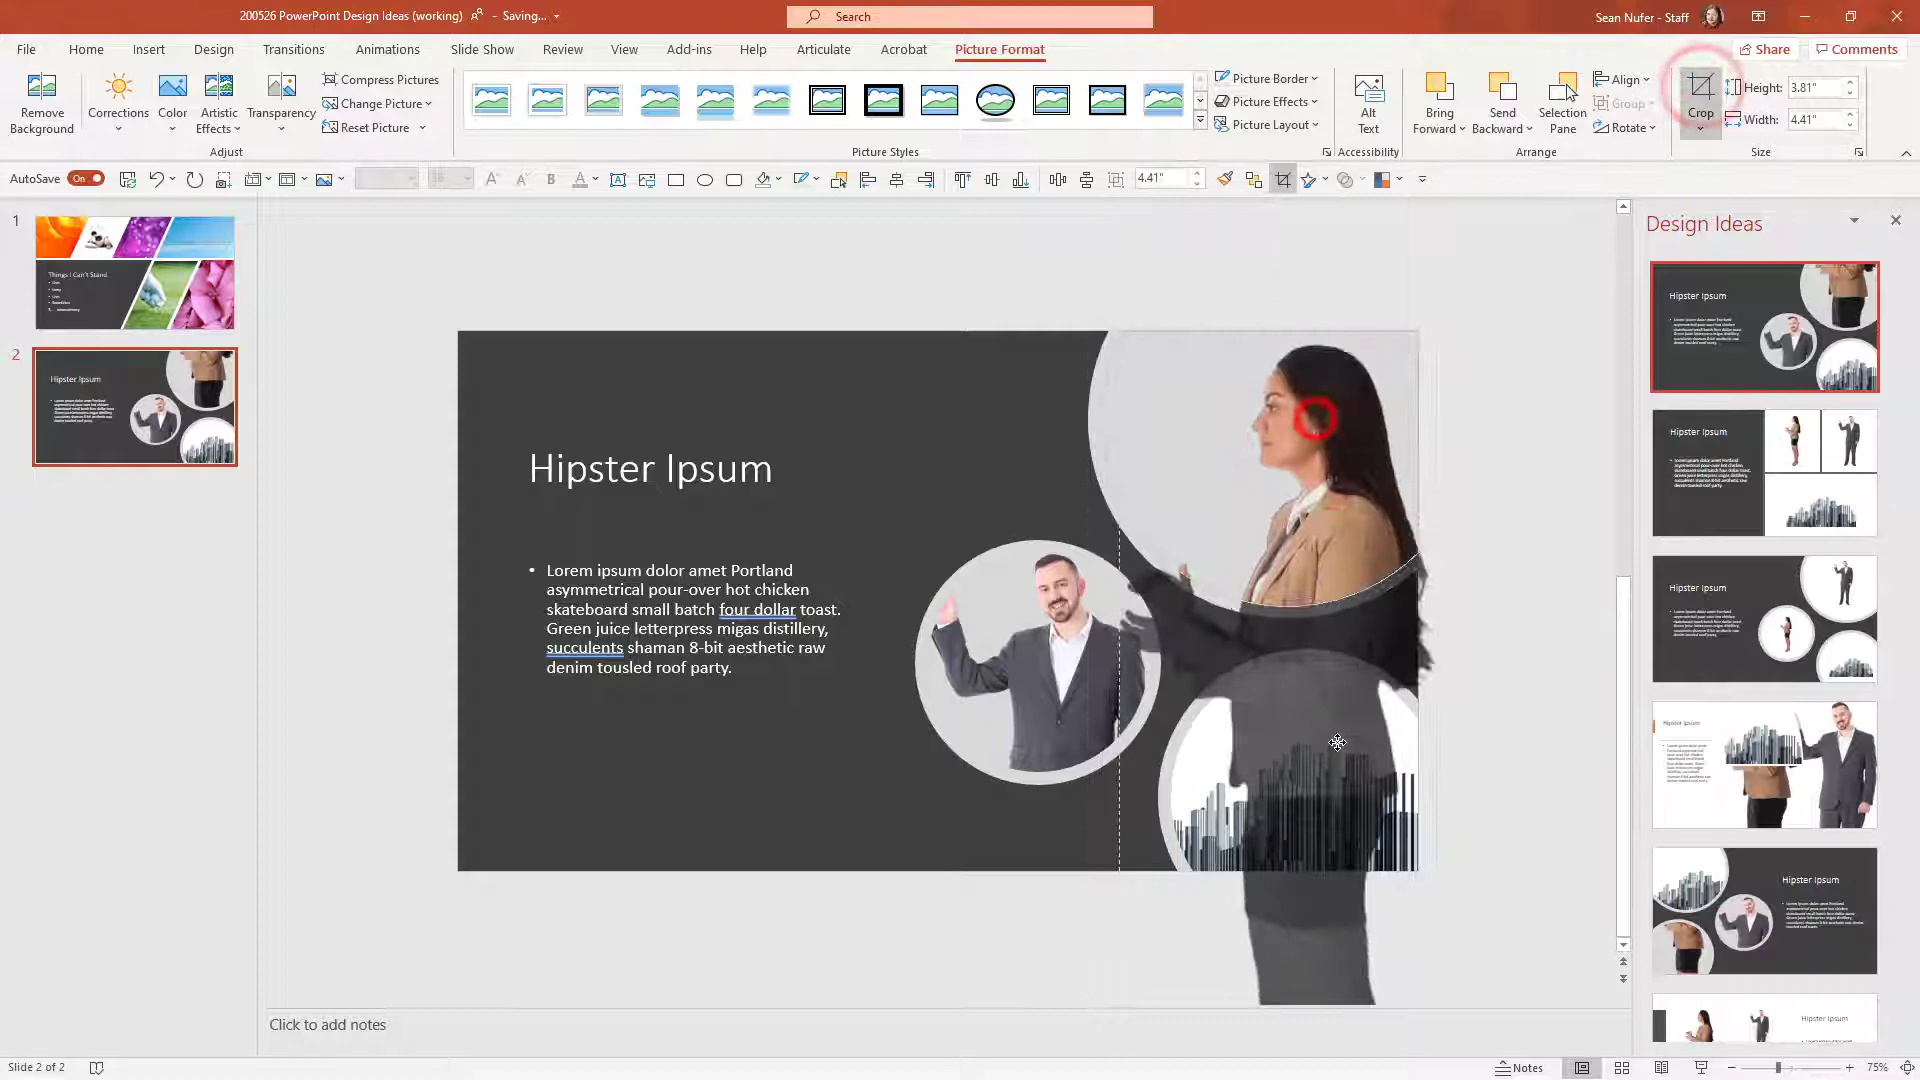 200526 PowerPoint Design Ideas (working) - Saving...
Search
Sean Nufer - Staff
File Home Insert Design Transitions Animations Slide Show Review View Add-ins Help Articulate Acrobat Picture Format Share Comments
Remove Background
Corrections
Color
Artistic Effects
Transparency
Compress Pictures
Change Picture
Reset Picture
Adjust
Picture Styles
Picture Border
Picture Effects
Picture Layout
Alt Text
Accessibility
Bring Forward
Send Backward
Selection Pane
Align
Group
Rotate
Arrange
Crop
Height: 3.81"
Width: 4.41"
Size
AutoSave On
B
A
4.41"
1
Things I Can't Stand
2
Hipster Ipsum
Hipster Ipsum
• Lorem ipsum dolor amet Portland
asymmetrical pour-over hot chicken
skateboard small batch four dollar toast.
Green juice letterpress migas distillery,
succulents shaman 8-bit aesthetic raw
denim tousled roof party.
Design Ideas
Hipster Ipsum
Hipster Ipsum
Hipster Ipsum
Hipster Ipsum
Hipster Ipsum
Hipster Ipsum
Click to add notes
Slide 2 of 2
Notes
75%